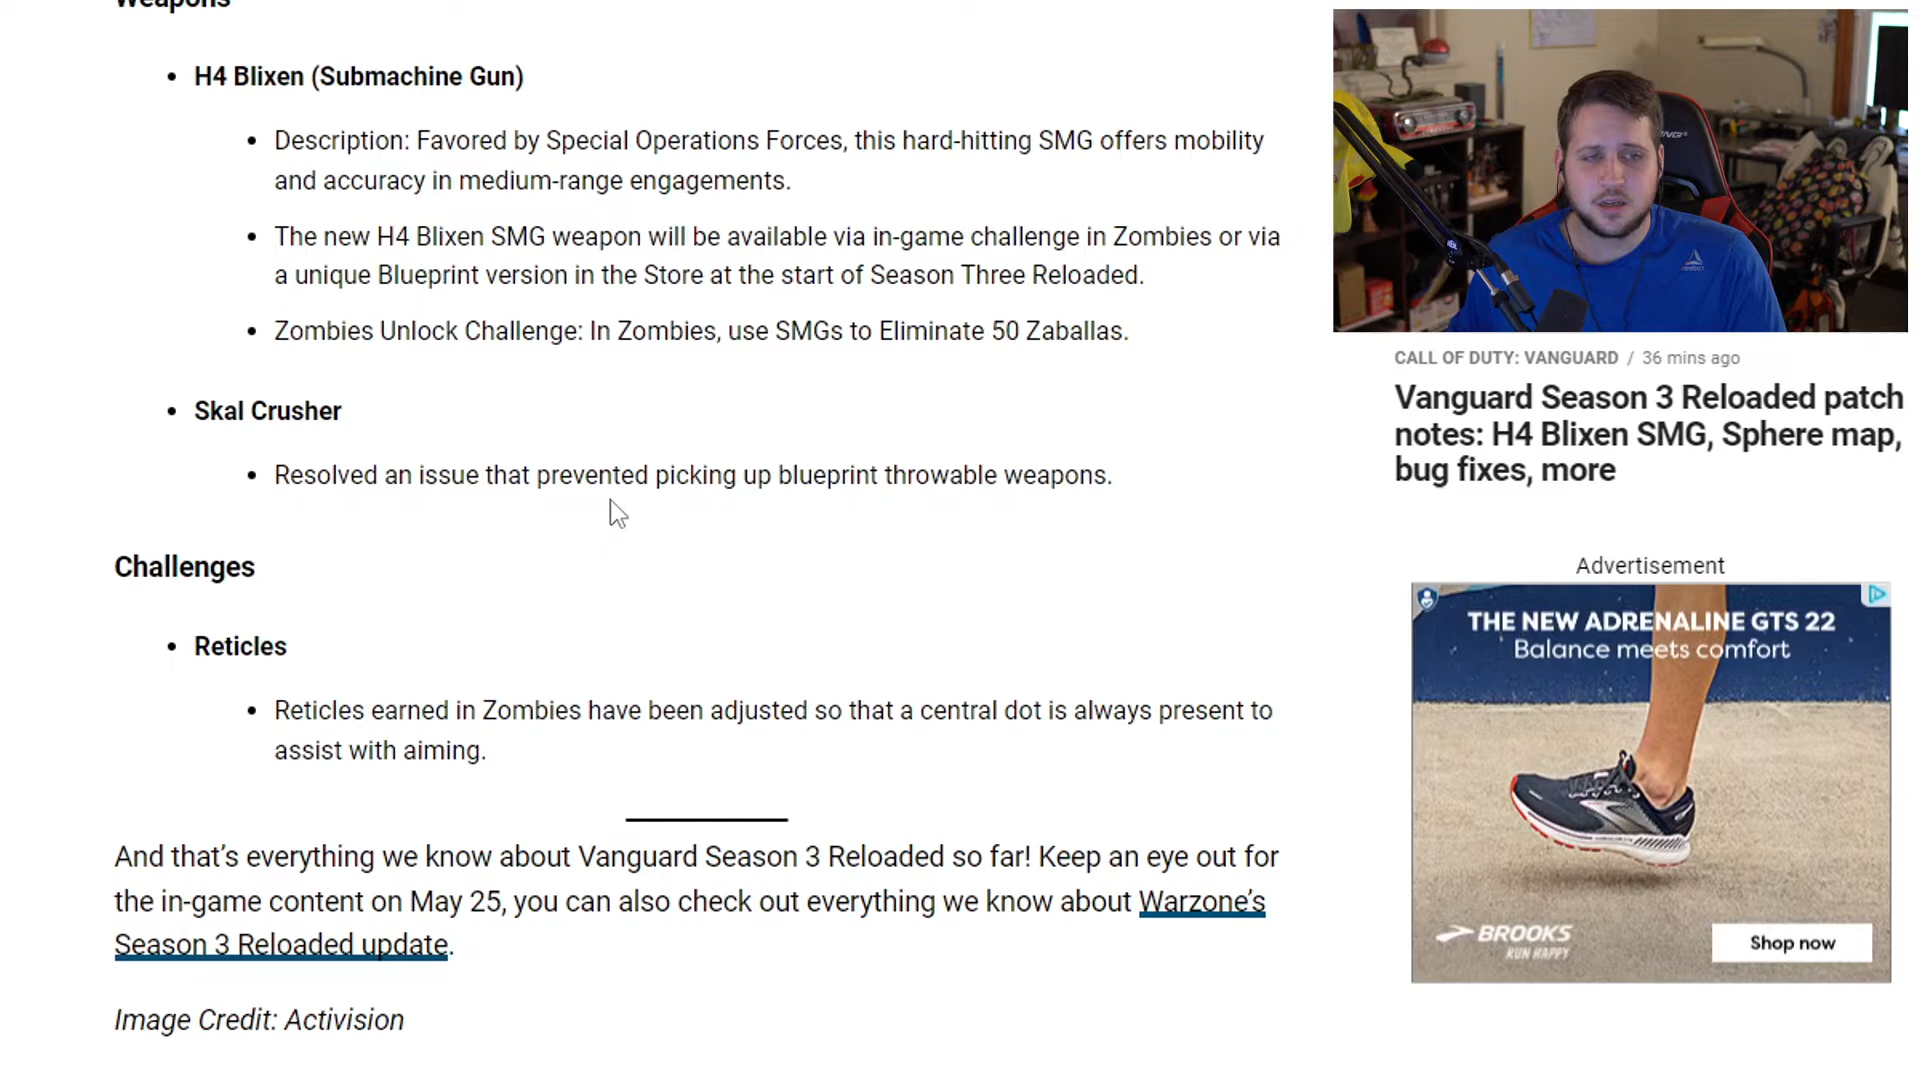 Weapons
H4 Blixen (Submachine Gun)
Description: Favored by Special Operations Forces, this hard-hitting SMG offers mobility
and accuracy in medium-range engagements.
The new H4 Blixen SMG weapon will be available via in-game challenge in Zombies or via
a unique Blueprint version in the Store at the start of Season Three Reloaded.
Zombies Unlock Challenge: In Zombies, use SMGs to Eliminate 50 Zaballas.
Skal Crusher
Resolved an issue that prevented picking up blueprint throwable weapons.
Challenges
Reticles
Reticles earned in Zombies have been adjusted so that a central dot is always present to
assist with aiming.
And that's everything we know about Vanguard Season 3 Reloaded so far! Keep an eye out for
the in-game content on May 25, you can also check out everything we know about Warzone's
Season 3 Reloaded update.
Image Credit: Activision
Reebok
CALL OF DUTY: VANGUARD / 36 mins ago
Vanguard Season 3 Reloaded patch
notes: H4 Blixen SMG, Sphere map,
bug fixes, more
Advertisement
THE NEW ADRENALINE GTS 22
Balance meets comfort
BROOKS
RUN HAPPY
Shop now